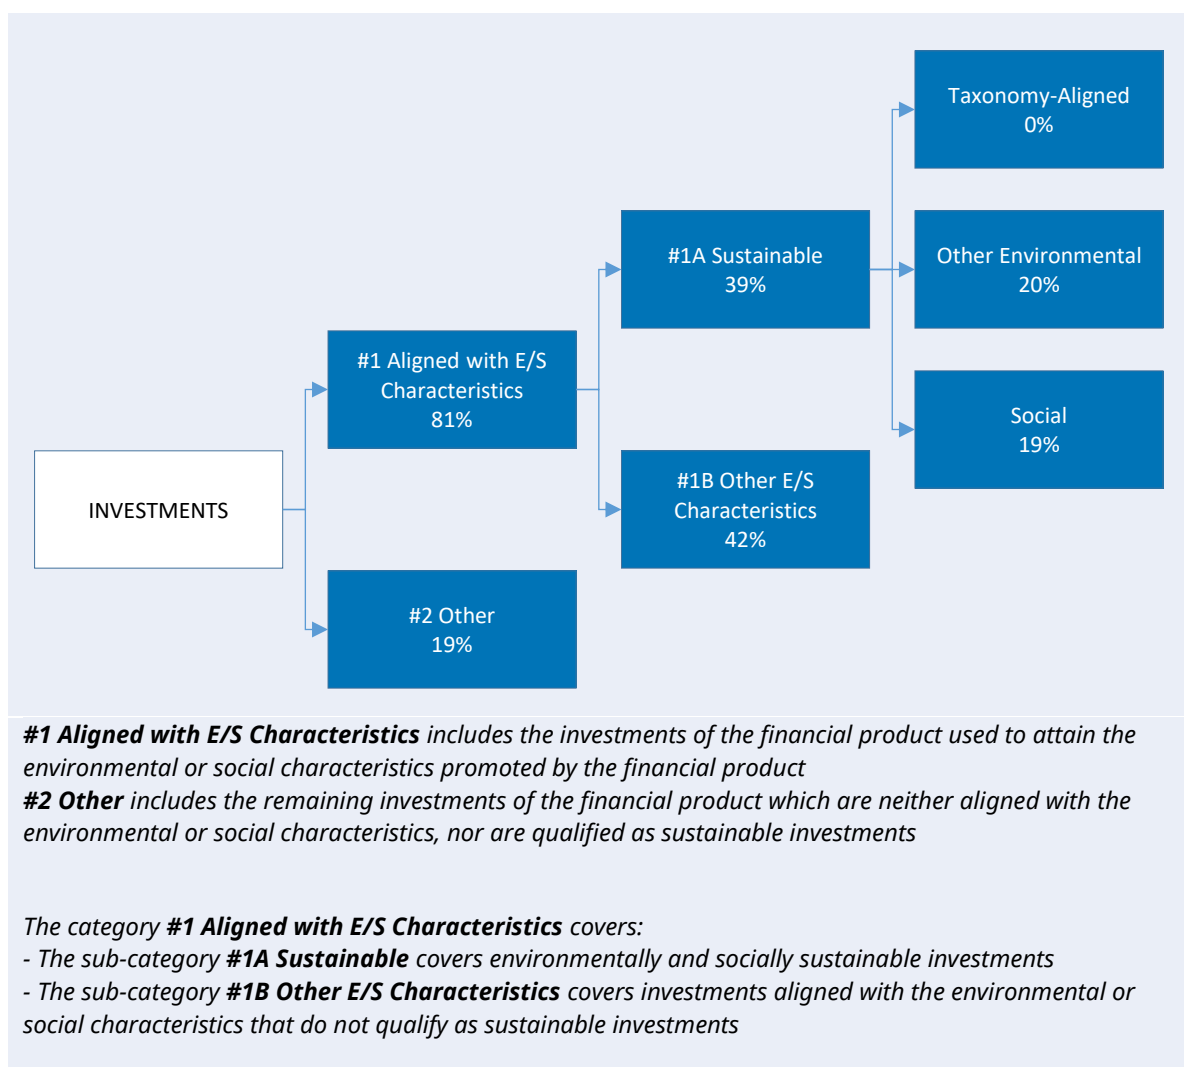 Taxonomy-Aligned
0%
#1A Sustainable
39%
Other Environmental
20%
#1 Aligned with E/S
Characteristics
81%
Social
19%
INVESTMENTS
#1B Other E/S
Characteristics
42%
#2 Other
19%
#1 Aligned with E/S Characteristics includes the investments of the financial product used to attain the
environmental or social characteristics promoted by the financial product
#2 Other includes the remaining investments of the financial product which are neither aligned with the
environmental or social characteristics, nor are qualified as sustainable investments
The category #1 Aligned with E/S Characteristics covers:
- The sub-category #1A Sustainable covers environmentally and socially sustainable investments
- The sub-category #1B Other E/S Characteristics covers investments aligned with the environmental or
social characteristics that do not qualify as sustainable investments